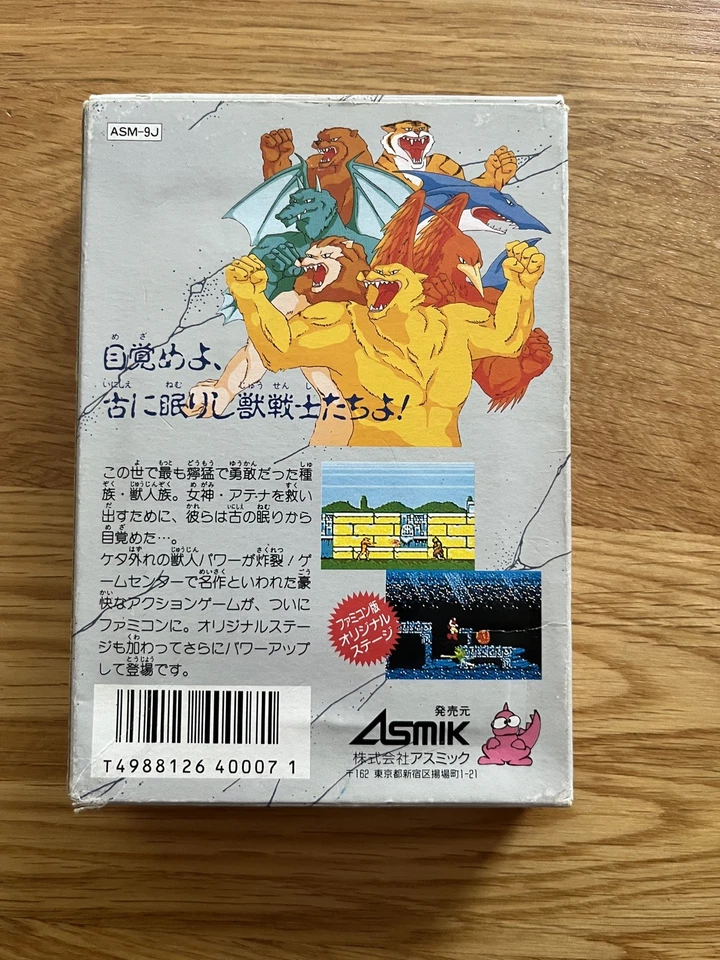 ASM-9J
目覚めよ、
古に眠りし獣戦士たちよ!
この世で最も獰猛で勇敢だった種
族・獣人族。女神・アテナを救い
出すために、彼らは古の眠りから
目覚めた…。
ケタ外れの獣人パワーが炸裂!ゲ
ームセンターで名作といわれた豪
快なアクションゲームが、ついに
ファミコンに。オリジナルステー
ジも加わってさらにパワーアップ
して登場です。
ファミコン版
オリジナル
ステージ
T4988126 40007 1
発売元
ASMIK
株式会社アスミック
〒162 東京都新宿区揚場町1-21